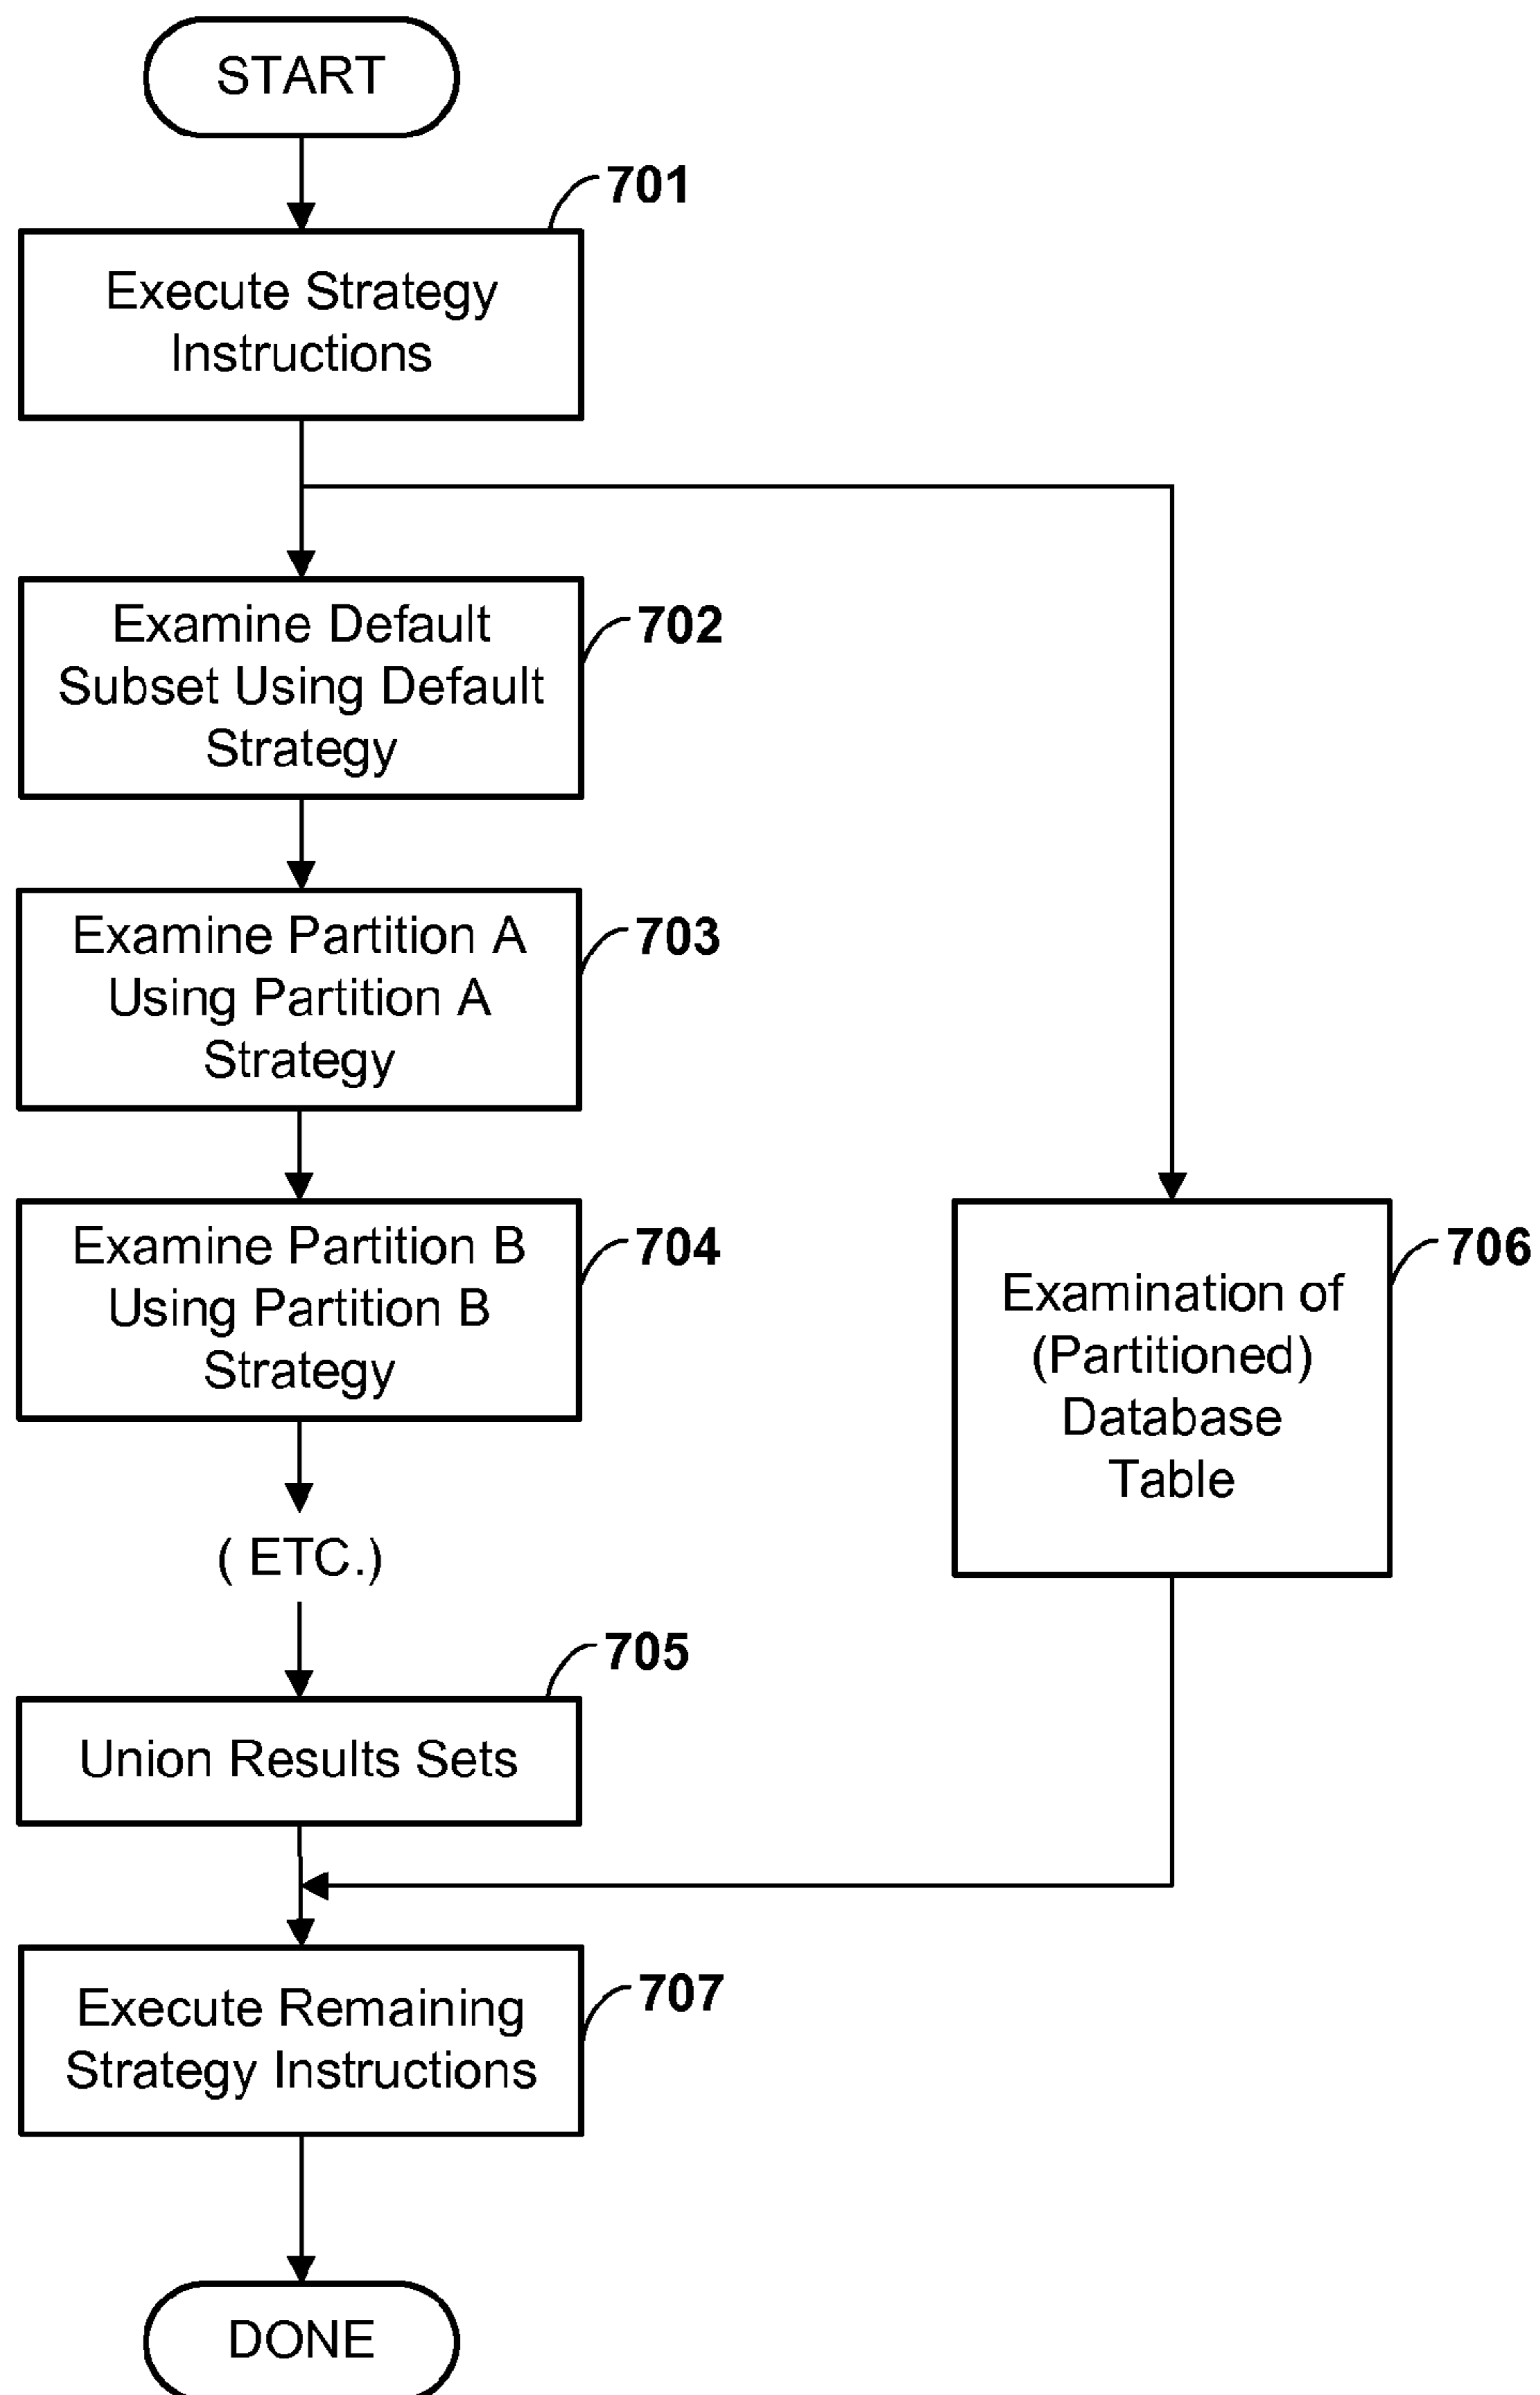 START
701
Execute Strategy
Instructions
Examine Default
Subset Using Default
Strategy
702
Examine Partition A
Using Partition A
Strategy
703
Examine Partition B
Using Partition B
Strategy
704
Examination of
(Partitioned)
Database
Table
706
( ETC.)
705
Union Results Sets
Execute Remaining
Strategy Instructions
707
DONE